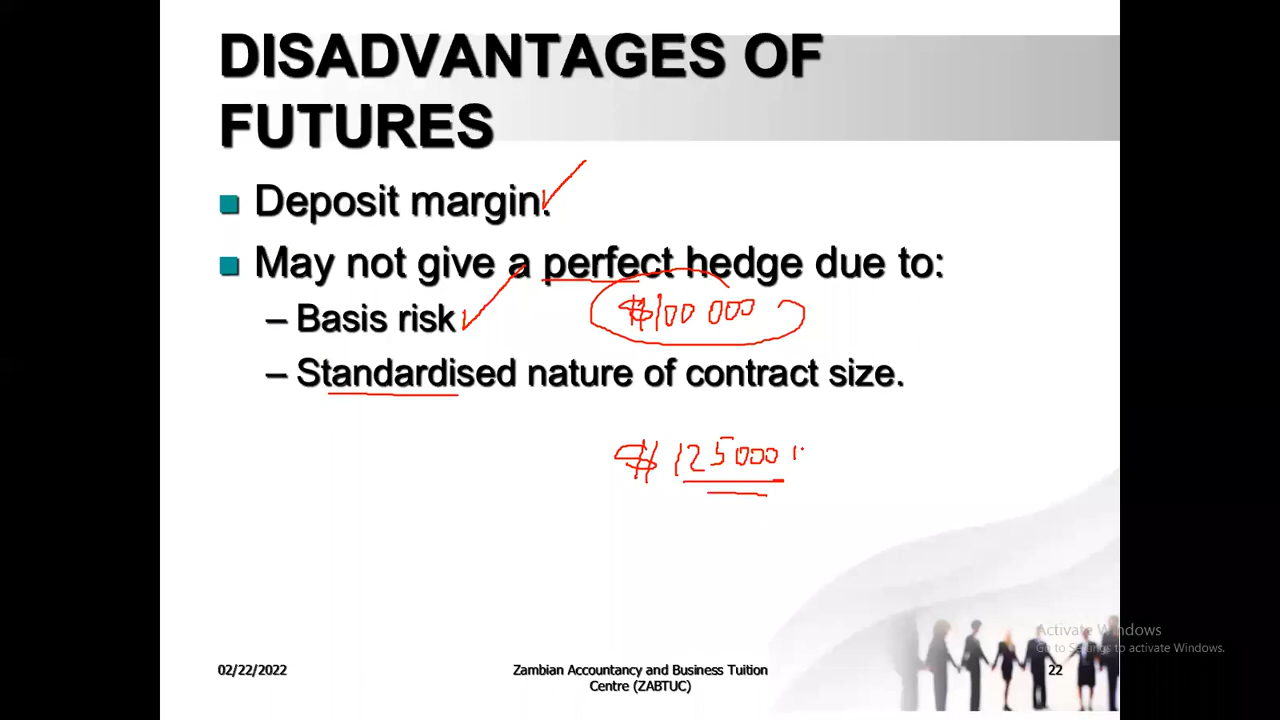 DISADVANTAGES OF
FUTURES
Deposit margin.
May not give a perfect hedge due to:
– Basis risk
$100 000
– Standardised nature of contract size.
$125000
Activate Windows
Go to Settings to activate Windows.
02/22/2022
Zambian Accountancy and Business Tuition
Centre (ZABTUC)
22